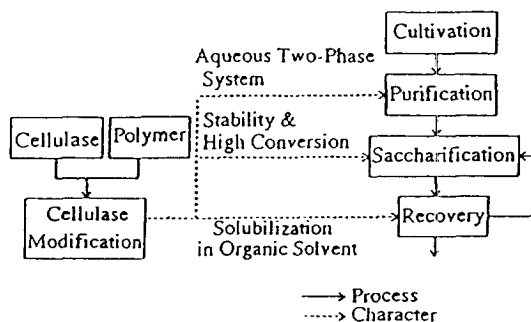 Cultivation
Aqueous Two-Phase
System
Purification
Stability &
High Conversion
Cellulase
Polymer
Saccharification
Cellulase
Modification
Recovery
Solubilization
in Organic Solvent
Process
Character